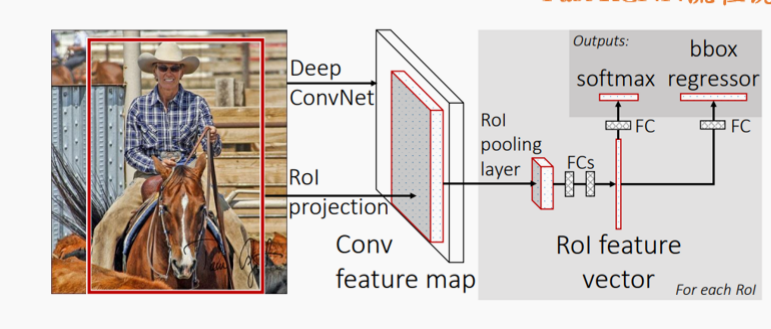 Deep
ConvNet
RoI
projection
Conv
feature map
RoI
pooling
layer
FCs
Outputs:
softmax
bbox
regressor
FC
FC
RoI feature
vector
For each RoI